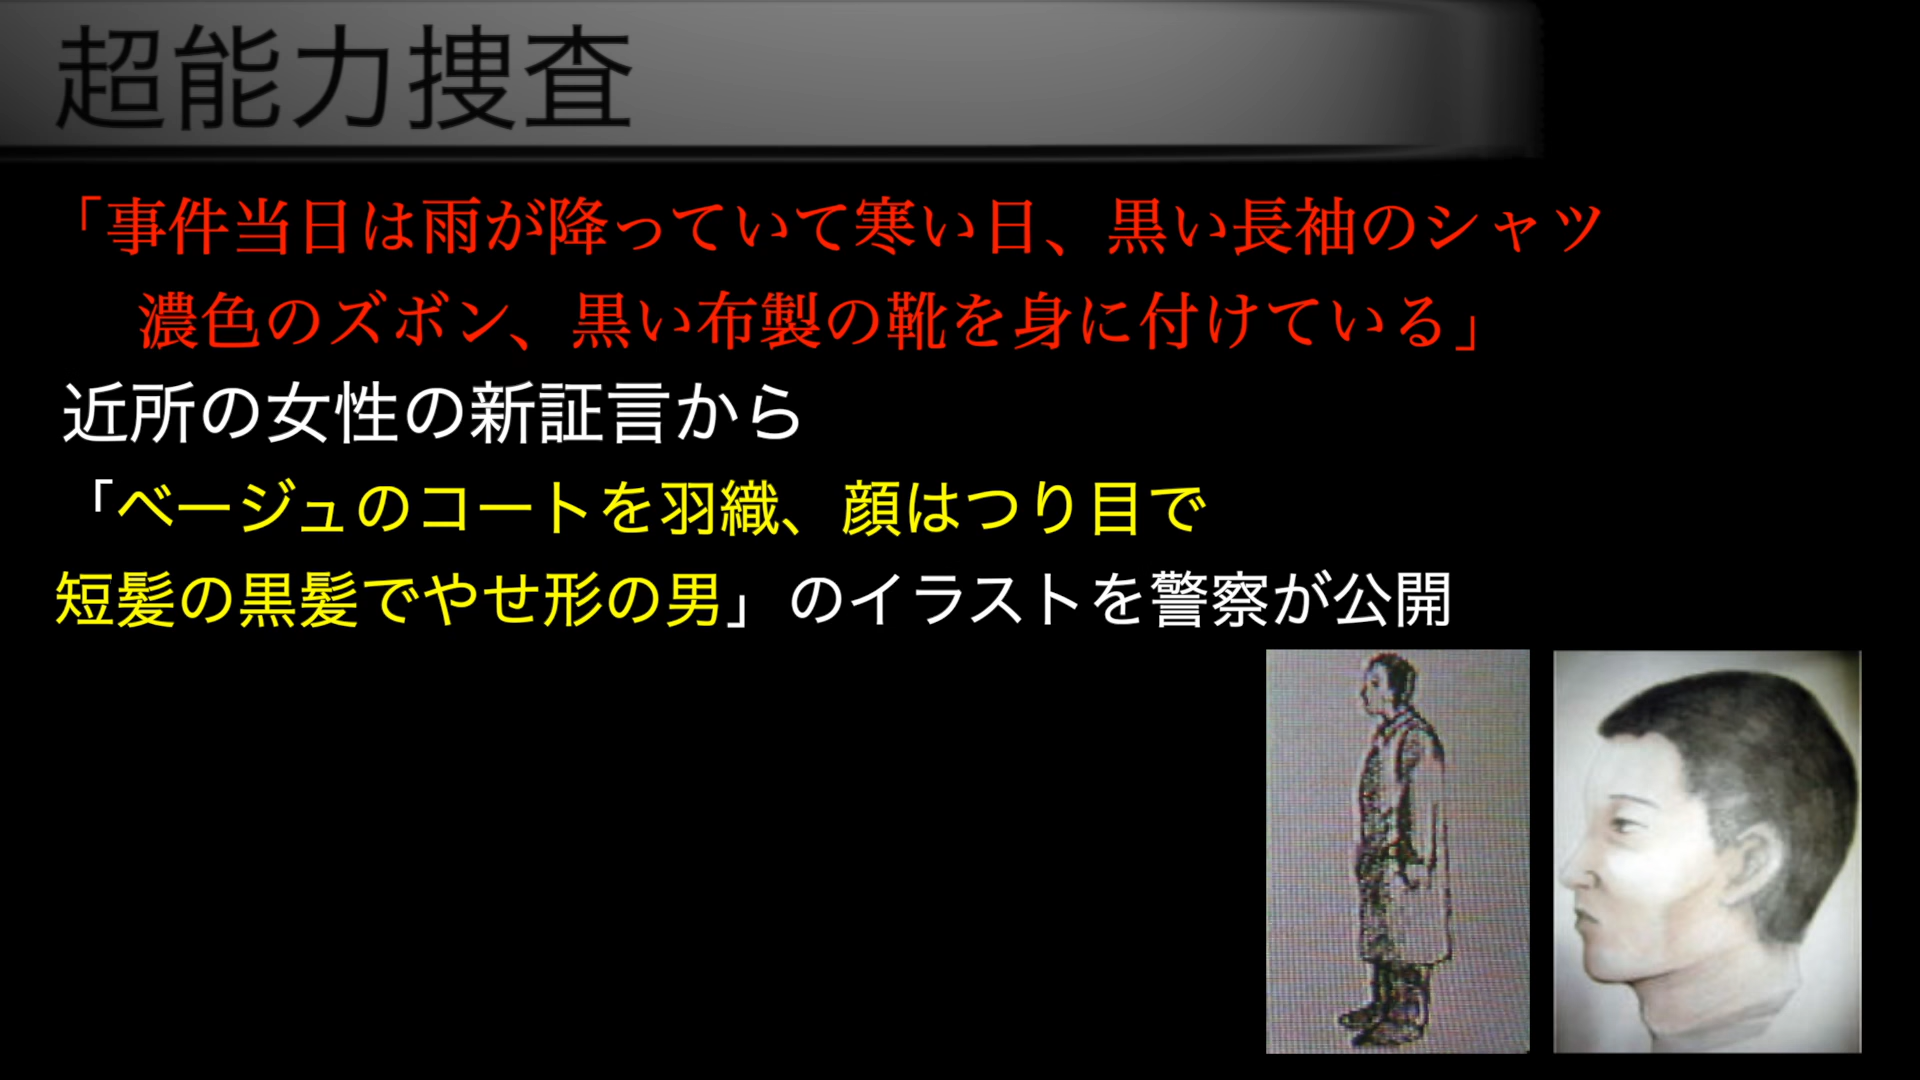 超能力捜査
「事件当日は雨が降っていて寒い日、黒い長袖のシャツ
濃色のズボン、黒い布製の靴を身に付けている」
近所の女性の新証言から
「ベージュのコートを羽織、顔はつり目で
短髪の黒髪でやせ形の男」のイラストを警察が公開